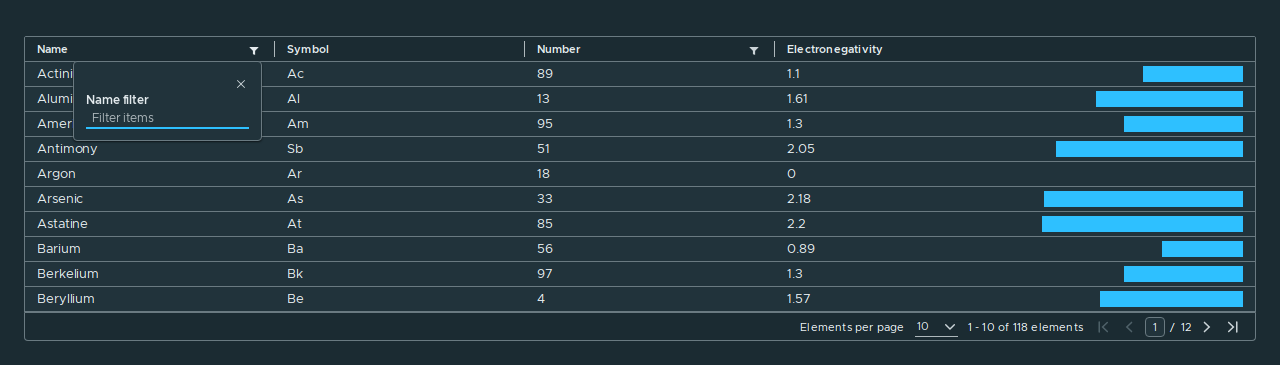 Name Symbol Number Electronegativity
Actini Ac 89 1.1
Alumi Al 13 1.61
Name filter
Filter items
Amer Am 95 1.3
Antimony Sb 51 2.05
Argon Ar 18 0
Arsenic As 33 2.18
Astatine At 85 2.2
Barium Ba 56 0.89
Berkelium Bk 97 1.3
Beryllium Be 4 1.57
Elements per page 10 1 - 10 of 118 elements 1 / 12